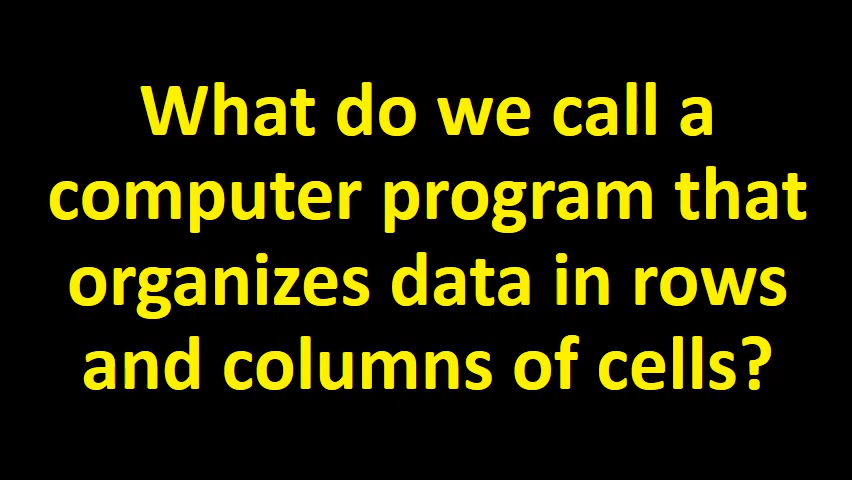 What do we call a
computer program that
organizes data in rows
and columns of cells?